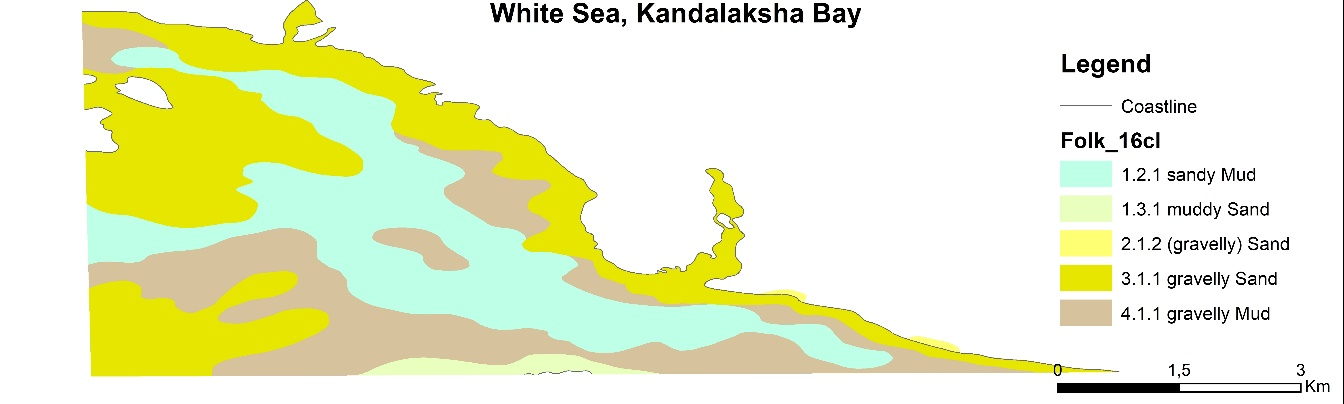 White Sea, Kandalaksha Bay
Legend
Coastline
Folk_16cl
1.2.1 sandy Mud
1.3.1 muddy Sand
2.1.2 (gravelly) Sand
3.1.1 gravelly Sand
4.1.1 gravelly Mud
0 1,5 3
Km